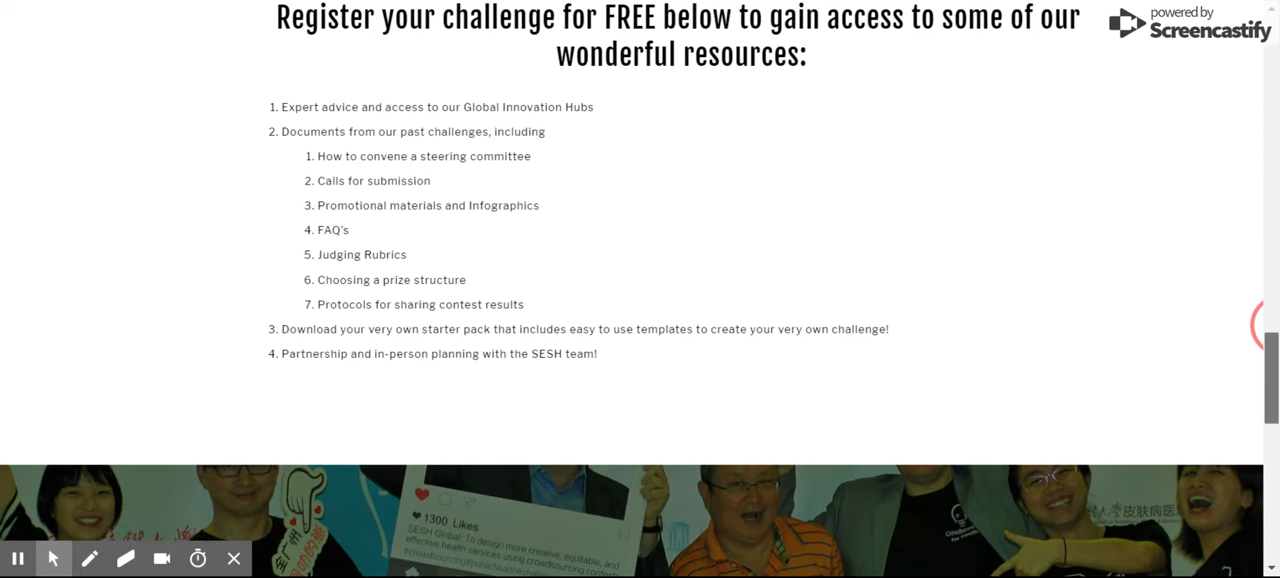 Register your challenge for FREE below to gain access to some of our
wonderful resources:
powered by
Screencastify
1. Expert advice and access to our Global Innovation Hubs
2. Documents from our past challenges, including
1. How to convene a steering committee
2. Calls for submission
3. Promotional materials and Infographics
4. FAQ's
5. Judging Rubrics
6. Choosing a prize structure
7. Protocols for sharing contest results
3. Download your very own starter pack that includes easy to use templates to create your very own challenge!
4. Partnership and in-person planning with the SESH team!
1300 Likes
SESH Global: To design more creative, equitable, and
effective health services using crowdsourcing contest
皮肤病医